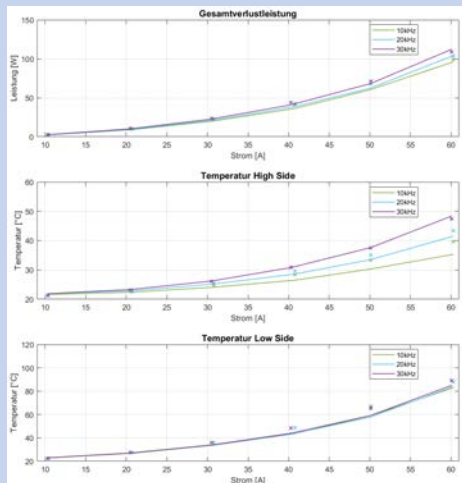 Gesamtverlustleistung
150
100
50
0
Leistung [W]
10kHz
20kHz
30kHz
10 15 20 25 30 35 40 45 50 55 60
Strom [A]
Temperatur High Side
60
50
40
30
20
Temperatur [°C]
10kHz
20kHz
30kHz
10 15 20 25 30 35 40 45 50 55 60
Strom [A]
Temperatur Low Side
120
100
80
60
40
20
Temperatur [°C]
10kHz
20kHz
30kHz
10 15 20 25 30 35 40 45 50 55 60
Strom [A]